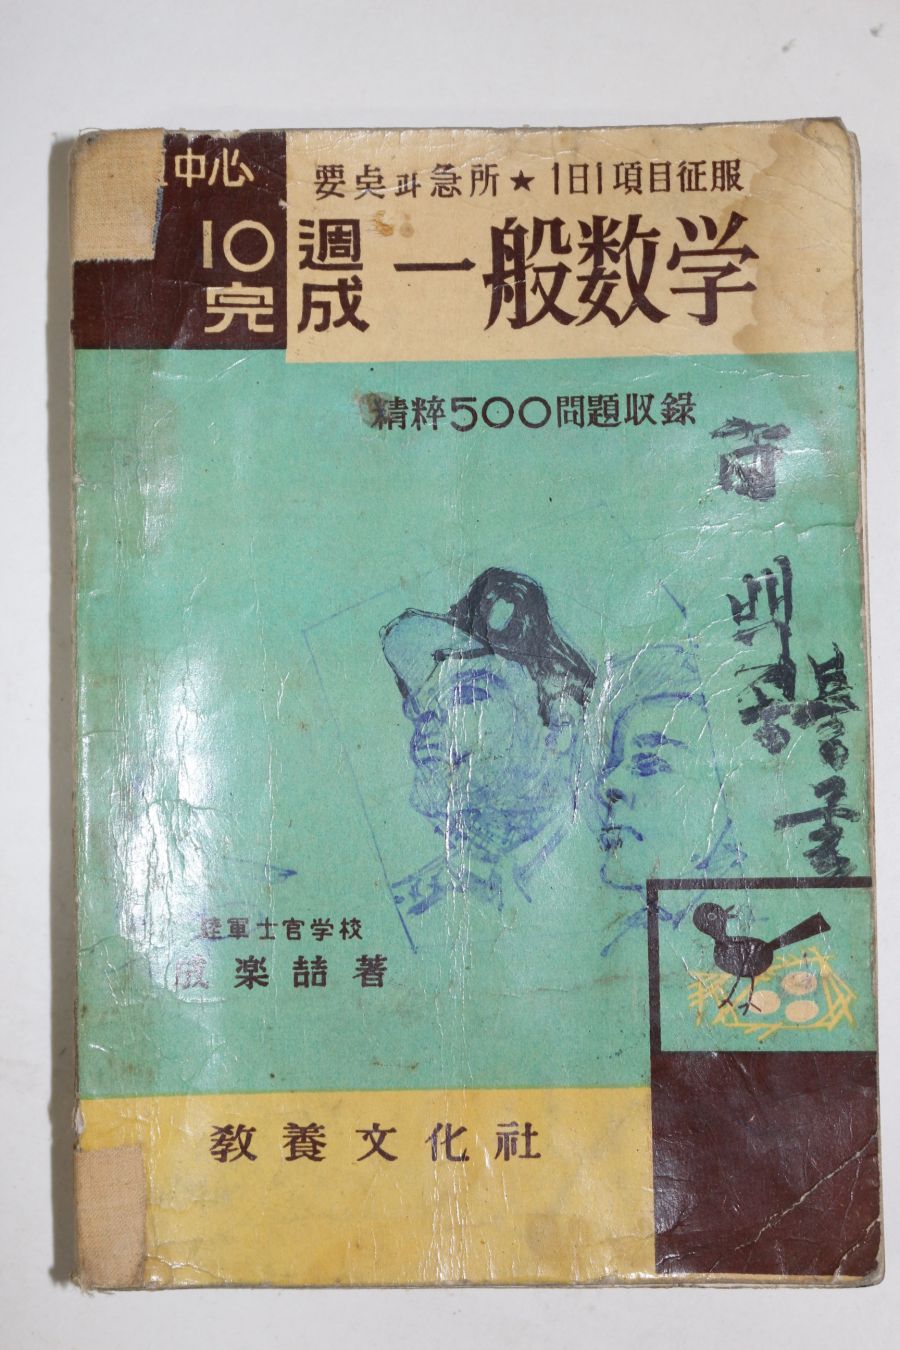 中心
要点과急所★1日1項目征服
10週完成 一般数学
精粹500問題収録
백
陸軍士官学校
成楽喆 著
教養文化社